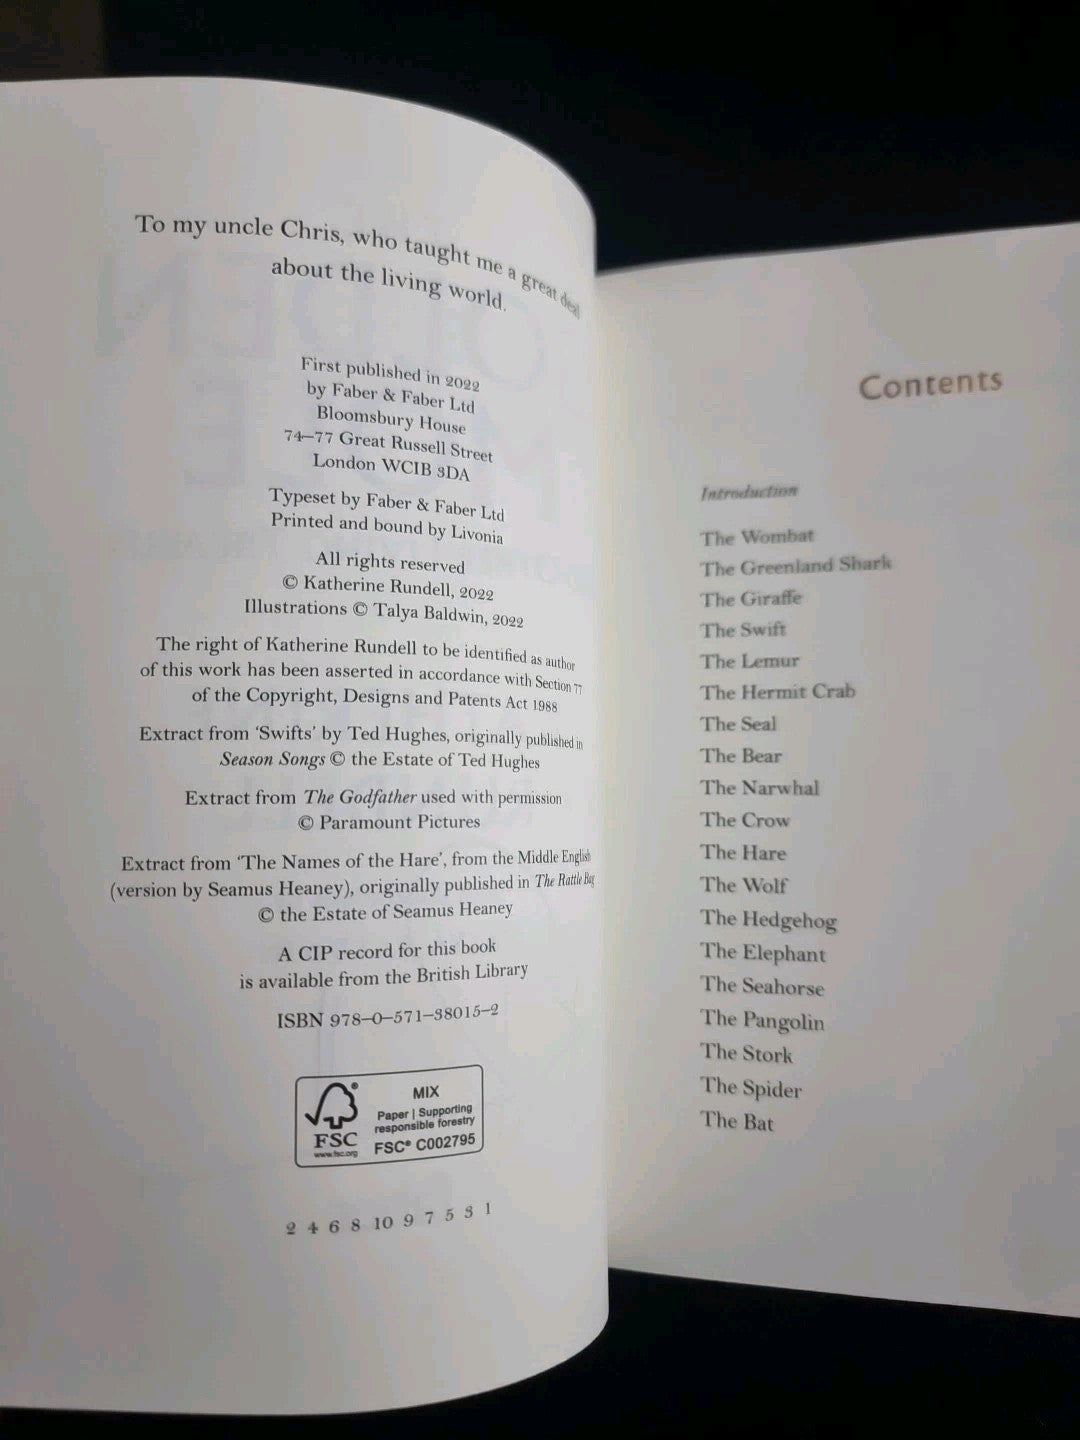 To my uncle Chris, who taught me a great deal
about the living world.
First published in 2022
by Faber & Faber Ltd
Bloomsbury House
74–77 Great Russell Street
London WC1B 3DA
Typeset by Faber & Faber Ltd
Printed and bound by Livonia
All rights reserved
© Katherine Rundell, 2022
Illustrations © Talya Baldwin, 2022
The right of Katherine Rundell to be identified as author
of this work has been asserted in accordance with Section 77
of the Copyright, Designs and Patents Act 1988
Extract from ‘Swifts’ by Ted Hughes, originally published in
Season Songs © the Estate of Ted Hughes
Extract from The Godfather used with permission
© Paramount Pictures
Extract from ‘The Names of the Hare’, from the Middle English
(version by Seamus Heaney), originally published in The Rattle Bag
© the Estate of Seamus Heaney
A CIP record for this book
is available from the British Library
ISBN 978–0–571–38015–2
FSC
www.fsc.org
MIX
Paper | Supporting
responsible forestry
FSC® C002795
2 4 6 8 10 9 7 5 3 1
Contents
Introduction
The Wombat
The Greenland Shark
The Giraffe
The Swift
The Lemur
The Hermit Crab
The Seal
The Bear
The Narwhal
The Crow
The Hare
The Wolf
The Hedgehog
The Elephant
The Seahorse
The Pangolin
The Stork
The Spider
The Bat